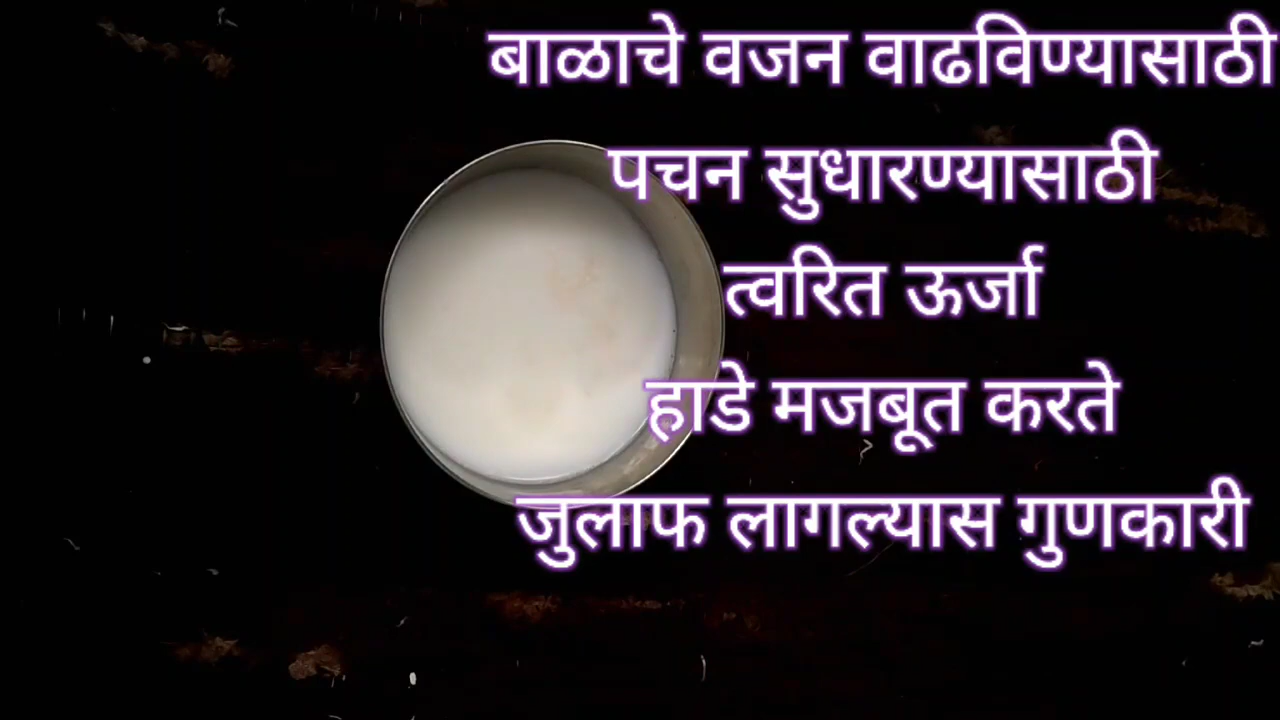 बाळाचे वजन वाढविण्यासाठी
पचन सुधारण्यासाठी
त्वरित ऊर्जा
हाडे मजबूत करते
जुलाफ लागल्यास गुणकारी